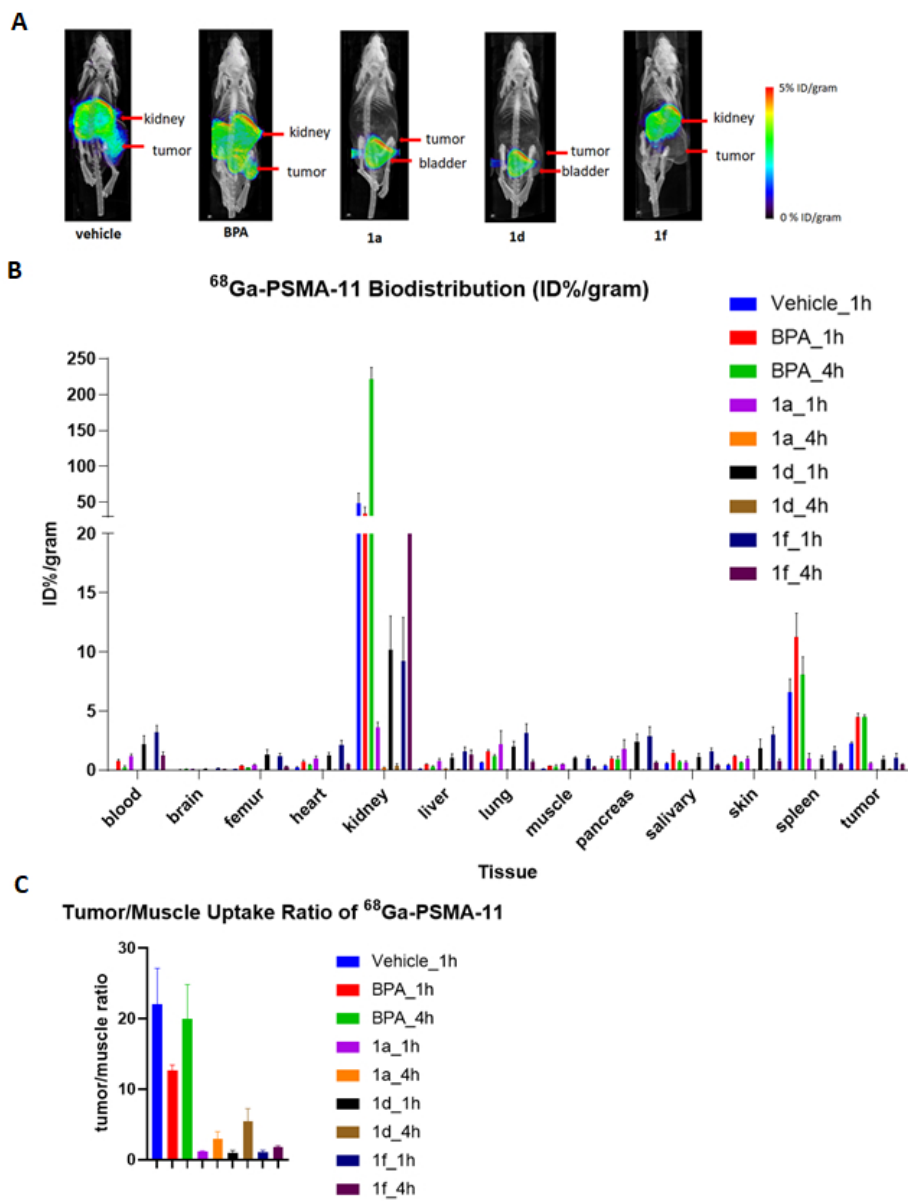 A
kidney
tumor
vehicle
kidney
tumor
BPA
tumor
bladder
1a
tumor
bladder
1d
kidney
tumor
1f
5% ID/gram
0 % ID/gram
B
68Ga-PSMA-11 Biodistribution (ID%/gram)
Vehicle_1h
BPA_1h
BPA_4h
1a_1h
1a_4h
1d_1h
1d_4h
1f_1h
1f_4h
ID%/gram
250
200
150
100
50
20
15
10
5
0
blood
brain
femur
heart
kidney
liver
lung
muscle
pancreas
salivary
skin
spleen
tumor
Tissue
C
Tumor/Muscle Uptake Ratio of 68Ga-PSMA-11
tumor/muscle ratio
30
20
10
0
Vehicle_1h
BPA_1h
BPA_4h
1a_1h
1a_4h
1d_1h
1d_4h
1f_1h
1f_4h